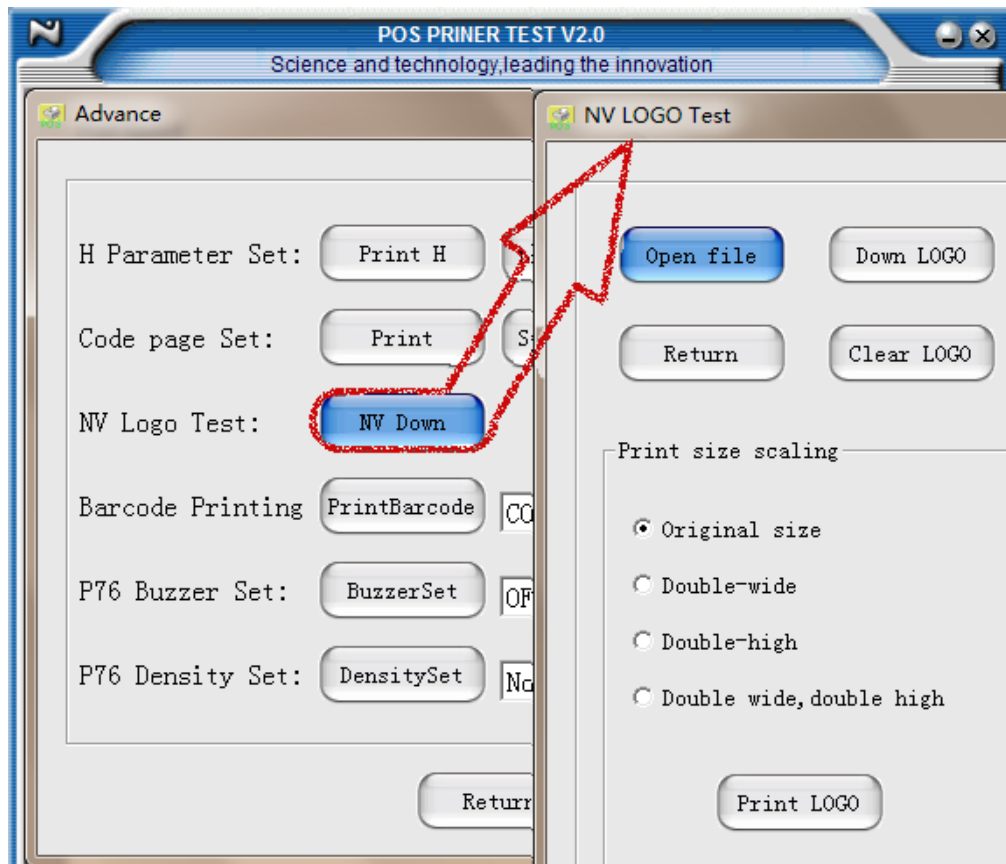 POS PRINER TEST V2.0
Science and technology,leading the innovation
Advance
H Parameter Set:
Print H
Code page Set:
Print
NV Logo Test:
NV Down
Barcode Printing
PrintBarcode
CO
P76 Buzzer Set:
BuzzerSet
OF
P76 Density Set:
DensitySet
No
Return
NV LOGO Test
Open file
Down LOGO
Return
Clear LOGO
Print size scaling
Original size
Double-wide
Double-high
Double wide,double high
Print LOGO